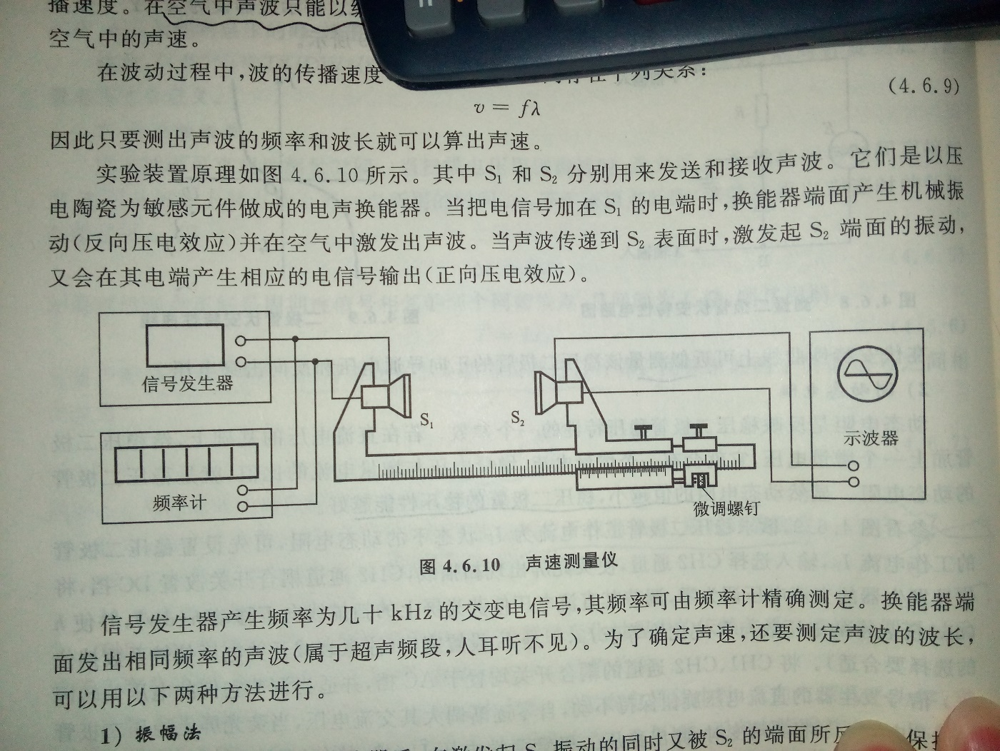 播速度。在空气中声波只能以
空气中的声速。
在波动过程中,波的传播速度 存在下列关系:
v = fλ (4.6.9)
因此只要测出声波的频率和波长就可以算出声速。
实验装置原理如图 4.6.10 所示。其中 S₁ 和 S₂ 分别用来发送和接收声波。它们是以压
电陶瓷为敏感元件做成的电声换能器。当把电信号加在 S₁ 的电端时,换能器端面产生机械振
动(反向压电效应)并在空气中激发出声波。当声波传递到 S₂ 表面时,激发起 S₂ 端面的振动,
又会在其电端产生相应的电信号输出(正向压电效应)。
信号发生器
S₁
S₂
示波器
频率计
微调螺钉
图 4.6.10 声速测量仪
信号发生器产生频率为几十 kHz 的交变电信号,其频率可由频率计精确测定。换能器端
面发出相同频率的声波(属于超声频段,人耳听不见)。为了确定声速,还要测定声波的波长,
可以用以下两种方法进行。
1) 振幅法
振动的同时又被 S₂ 的端面所反 保持